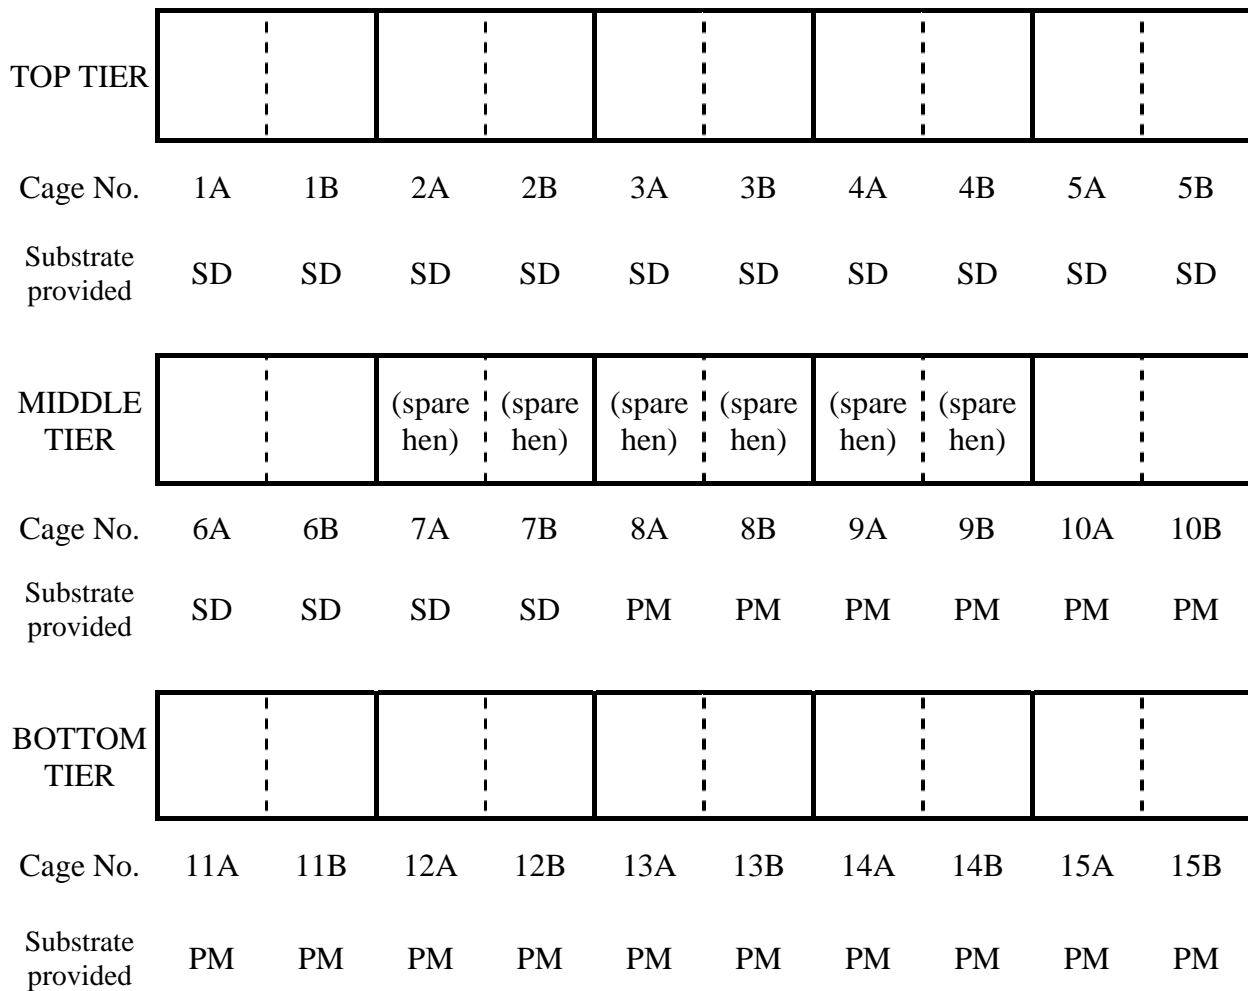 TOP TIER
Cage No. 1A 1B 2A 2B 3A 3B 4A 4B 5A 5B
Substrate
provided SD SD SD SD SD SD SD SD SD SD
MIDDLE
TIER
(spare
hen) (spare
hen) (spare
hen) (spare
hen) (spare
hen) (spare
hen)
Cage No. 6A 6B 7A 7B 8A 8B 9A 9B 10A 10B
Substrate
provided SD SD SD SD PM PM PM PM PM PM
BOTTOM
TIER
Cage No. 11A 11B 12A 12B 13A 13B 14A 14B 15A 15B
Substrate
provided PM PM PM PM PM PM PM PM PM PM